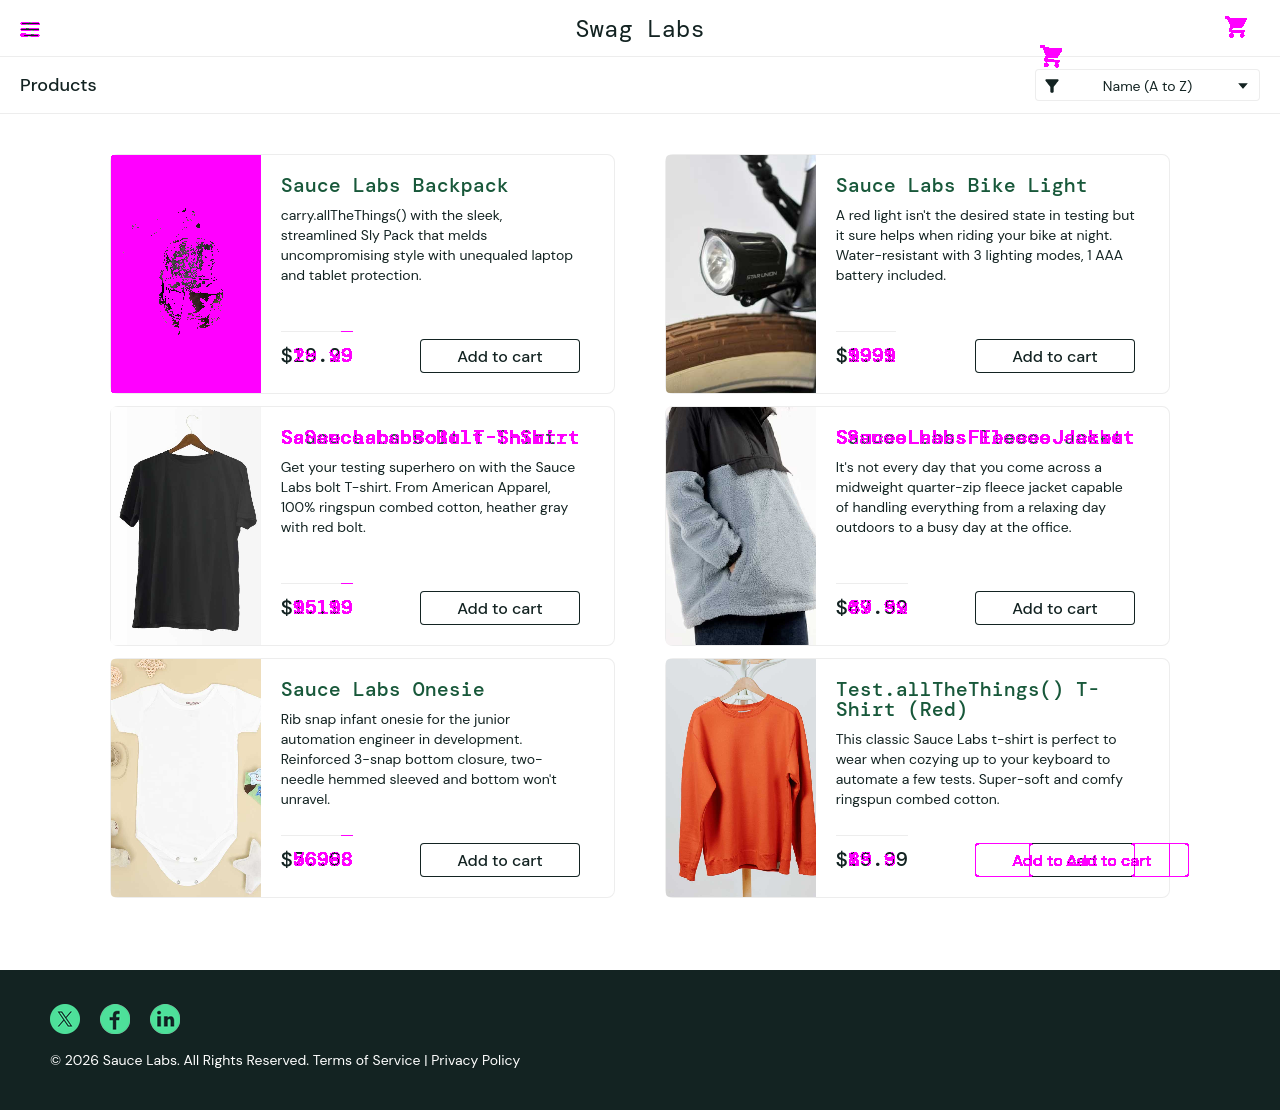 Swag Labs
Products
Name (A to Z)
Sauce Labs Backpack
carry.allTheThings() with the sleek,
streamlined Sly Pack that melds
uncompromising style with unequaled laptop
and tablet protection.
Add to cart
Sauce Labs Bike Light
A red light isn't the desired state in testing but
it sure helps when riding your bike at night.
Water-resistant with 3 lighting modes, 1 AAA
battery included.
Add to cart
Get your testing superhero on with the Sauce
Labs bolt T-shirt. From American Apparel,
100% ringspun combed cotton, heather gray
with red bolt.
Add to cart
It's not every day that you come across a
midweight quarter-zip fleece jacket capable
of handling everything from a relaxing day
outdoors to a busy day at the office.
Add to cart
Sauce Labs Onesie
Rib snap infant onesie for the junior
automation engineer in development.
Reinforced 3-snap bottom closure, two-
needle hemmed sleeved and bottom won't
unravel.
Add to cart
Test.allTheThings() T-
Shirt (Red)
This classic Sauce Labs t-shirt is perfect to
wear when cozying up to your keyboard to
automate a few tests. Super-soft and comfy
ringspun combed cotton.
Add to cart
© 2026 Sauce Labs. All Rights Reserved. Terms of Service | Privacy Policy